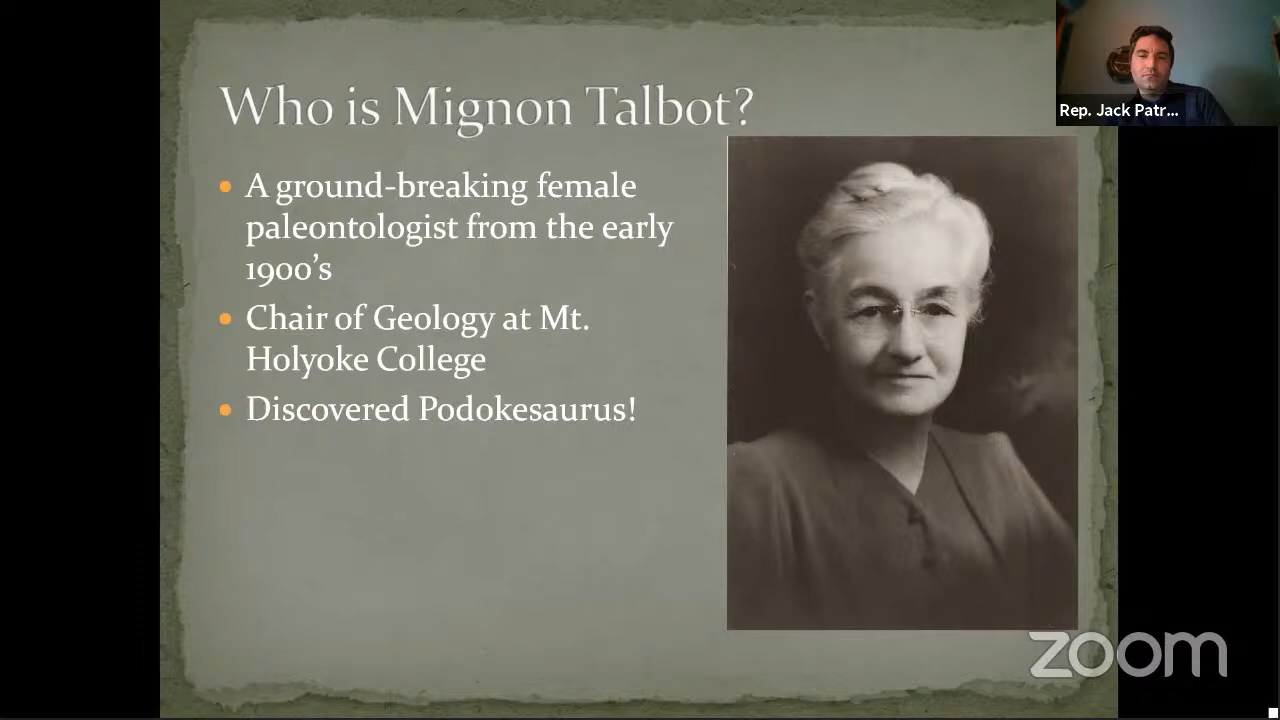 Who is Mignon Talbot?
Rep. Jack Patr...
A ground-breaking female
paleontologist from the early
1900's
Chair of Geology at Mt.
Holyoke College
Discovered Podokesaurus!
zoom